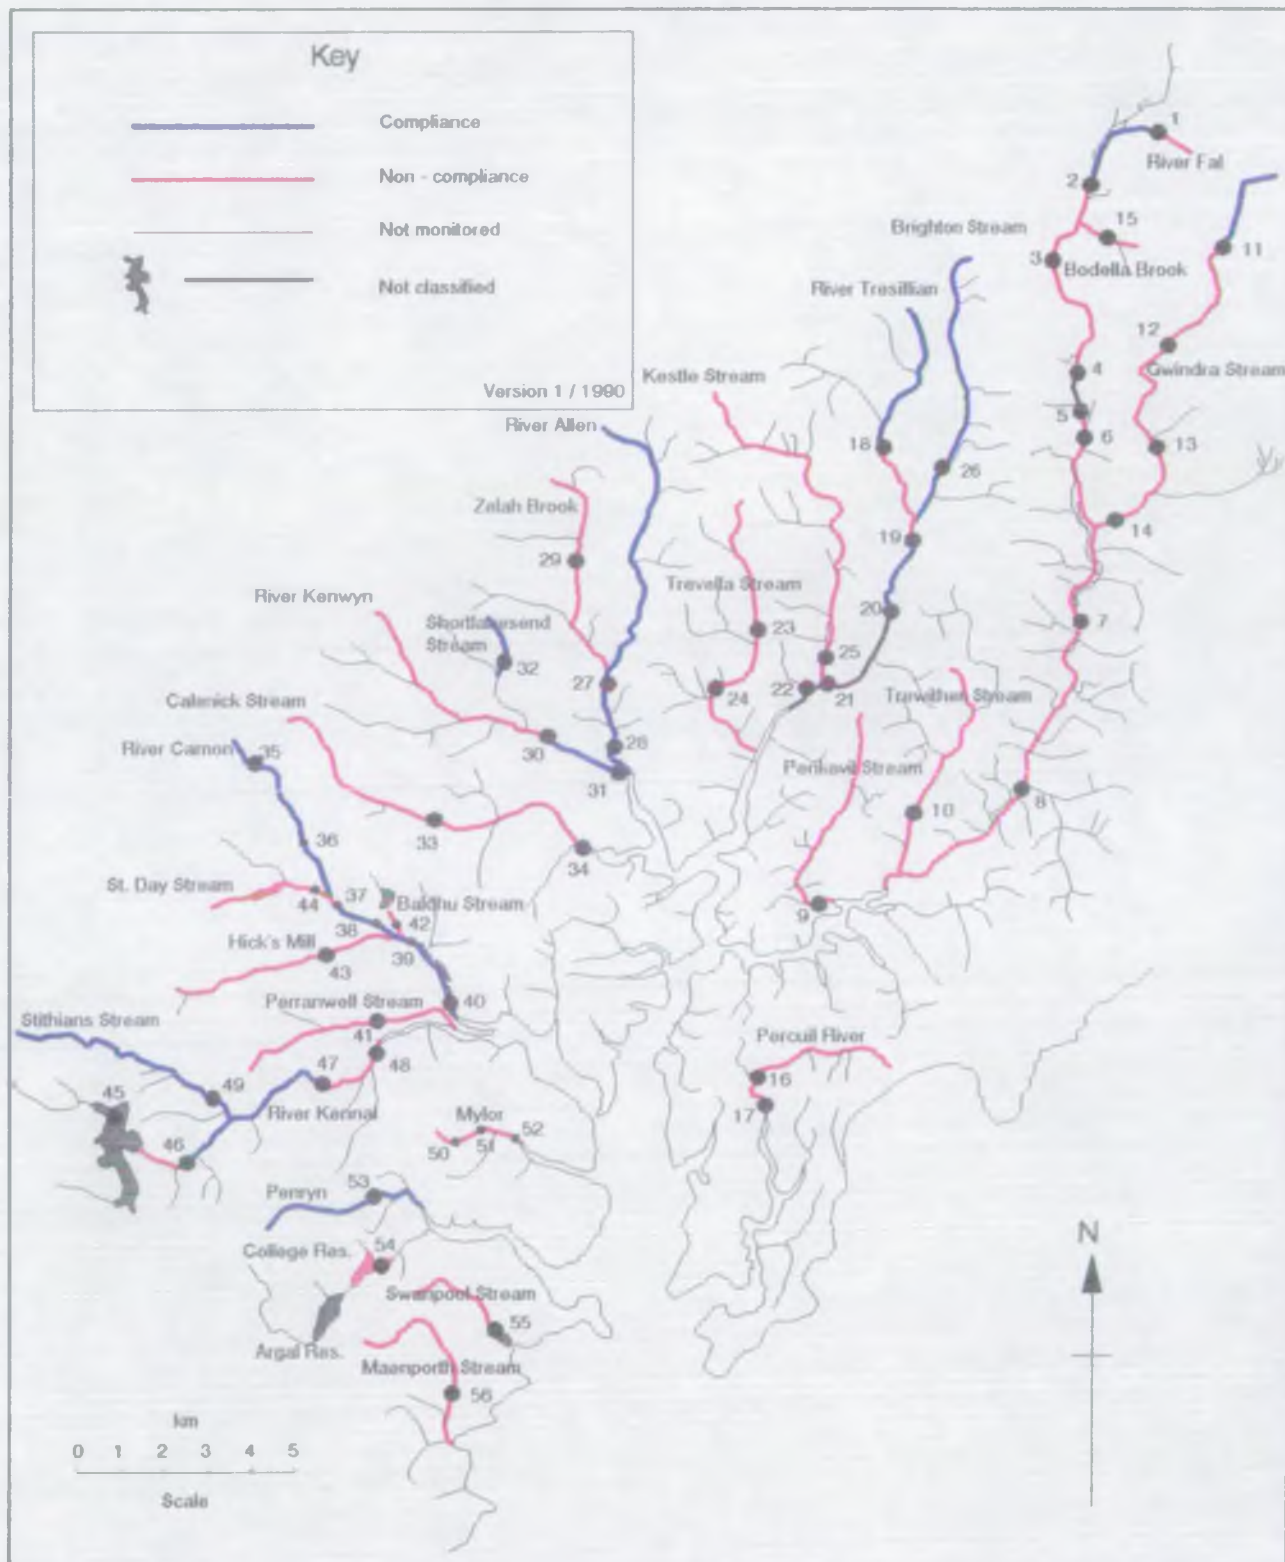 Key
Compliance
Non - compliance
Not monitored
Not classified
Version 1 / 1990
1
River Fal
2
15
Brighton Stream
3
Bodella Brook
11
River Tresillian
12
4
Gwindra Stream
Kestle Stream
5
6
River Allen
18
13
26
Zelah Brook
14
19
29
Trevella Stream
River Kenwyn
20
7
Shortlanesend
Stream
23
32
25
27
24
22
21
Trewithen Stream
Calenick Stream
River Carnon
35
28
30
Penkevil Stream
31
8
10
33
36
34
St. Day Stream
44
37
Baldhu Stream
9
38
42
Hick's Mill
39
43
40
Perranwell Stream
Stithians Stream
41
Percuil River
47
48
16
45
49
River Kennal
17
Mylor
52
46
50
51
Penryn
53
N
College Res.
54
Swanpool Stream
55
Argal Res.
Maenporth Stream
56
km
0 1 2 3 4 5
Scale